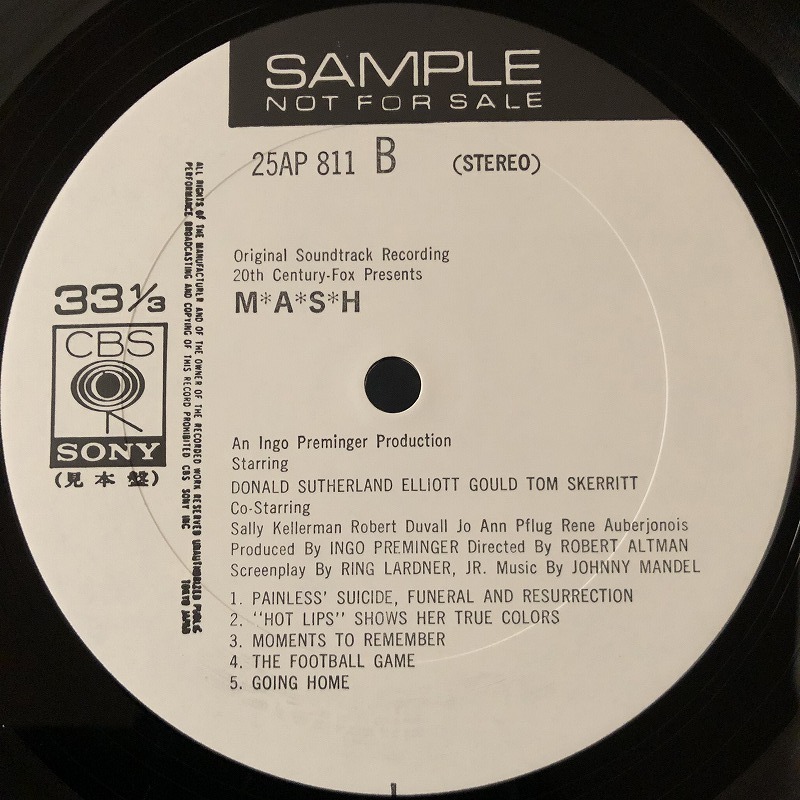 SAMPLE
NOT FOR SALE
25AP 811 B (STEREO)
Original Soundtrack Recording
20th Century-Fox Presents
M*A*S*H
33⅓
CBS
SONY
(見本盤)
ALL RIGHTS OF THE MANUFACTURER AND OF THE OWNER OF THE RECORDED WORK RESERVED UNAUTHORIZED PUBLIC
PERFORMANCE BROADCASTING AND COPYING OF THIS RECORD PROHIBITED CBS SONY INC TOKYO JAPAN
An Ingo Preminger Production
Starring
DONALD SUTHERLAND ELLIOTT GOULD TOM SKERRITT
Co-Starring
Sally Kellerman Robert Duvall Jo Ann Pflug Rene Auberjonois
Produced By INGO PREMINGER Directed By ROBERT ALTMAN
Screenplay By RING LARDNER, JR. Music By JOHNNY MANDEL
1. PAINLESS' SUICIDE, FUNERAL AND RESURRECTION
2. "HOT LIPS" SHOWS HER TRUE COLORS
3. MOMENTS TO REMEMBER
4. THE FOOTBALL GAME
5. GOING HOME